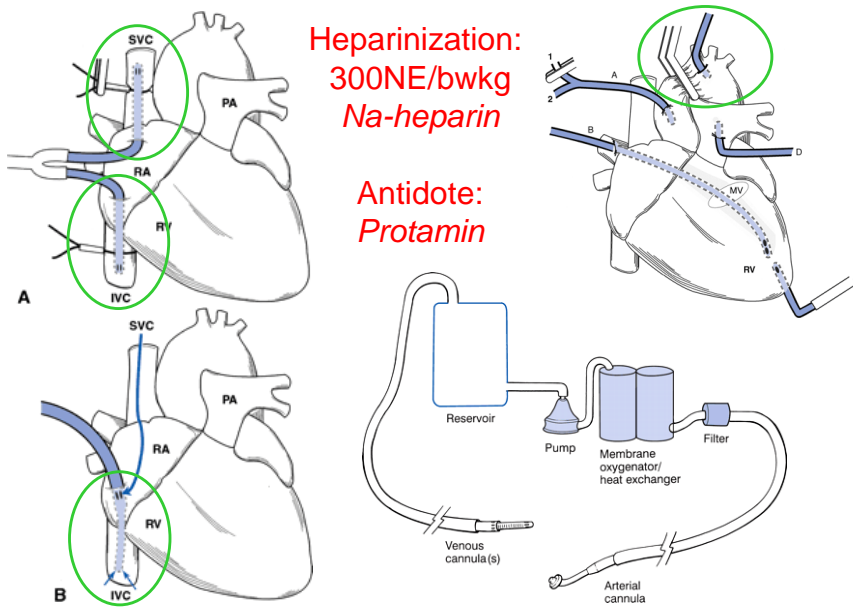 SVC
PA
RA
RV
IVC
A
Heparinization:
300NE/bwkg
Na-heparin
Antidote:
Protamin
1
2
A
B
D
MV
RV
SVC
PA
RA
RV
IVC
B
Reservoir
Pump
Membrane
oxygenator/
heat exchanger
Filter
Venous
cannula(s)
Arterial
cannula